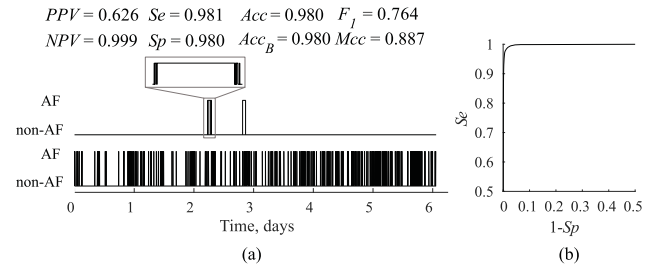 PPV = 0.626 Se = 0.981 Acc = 0.980 F1 = 0.764
NPV = 0.999 Sp = 0.980 AccB = 0.980 Mcc = 0.887
AF
non-AF
AF
non-AF
0 1 2 3 4 5 6
Time, days
(a)
1
0.9
0.8
0.7
0.6
0.5
Se
0 0.1 0.2 0.3 0.4 0.5
1-Sp
(b)